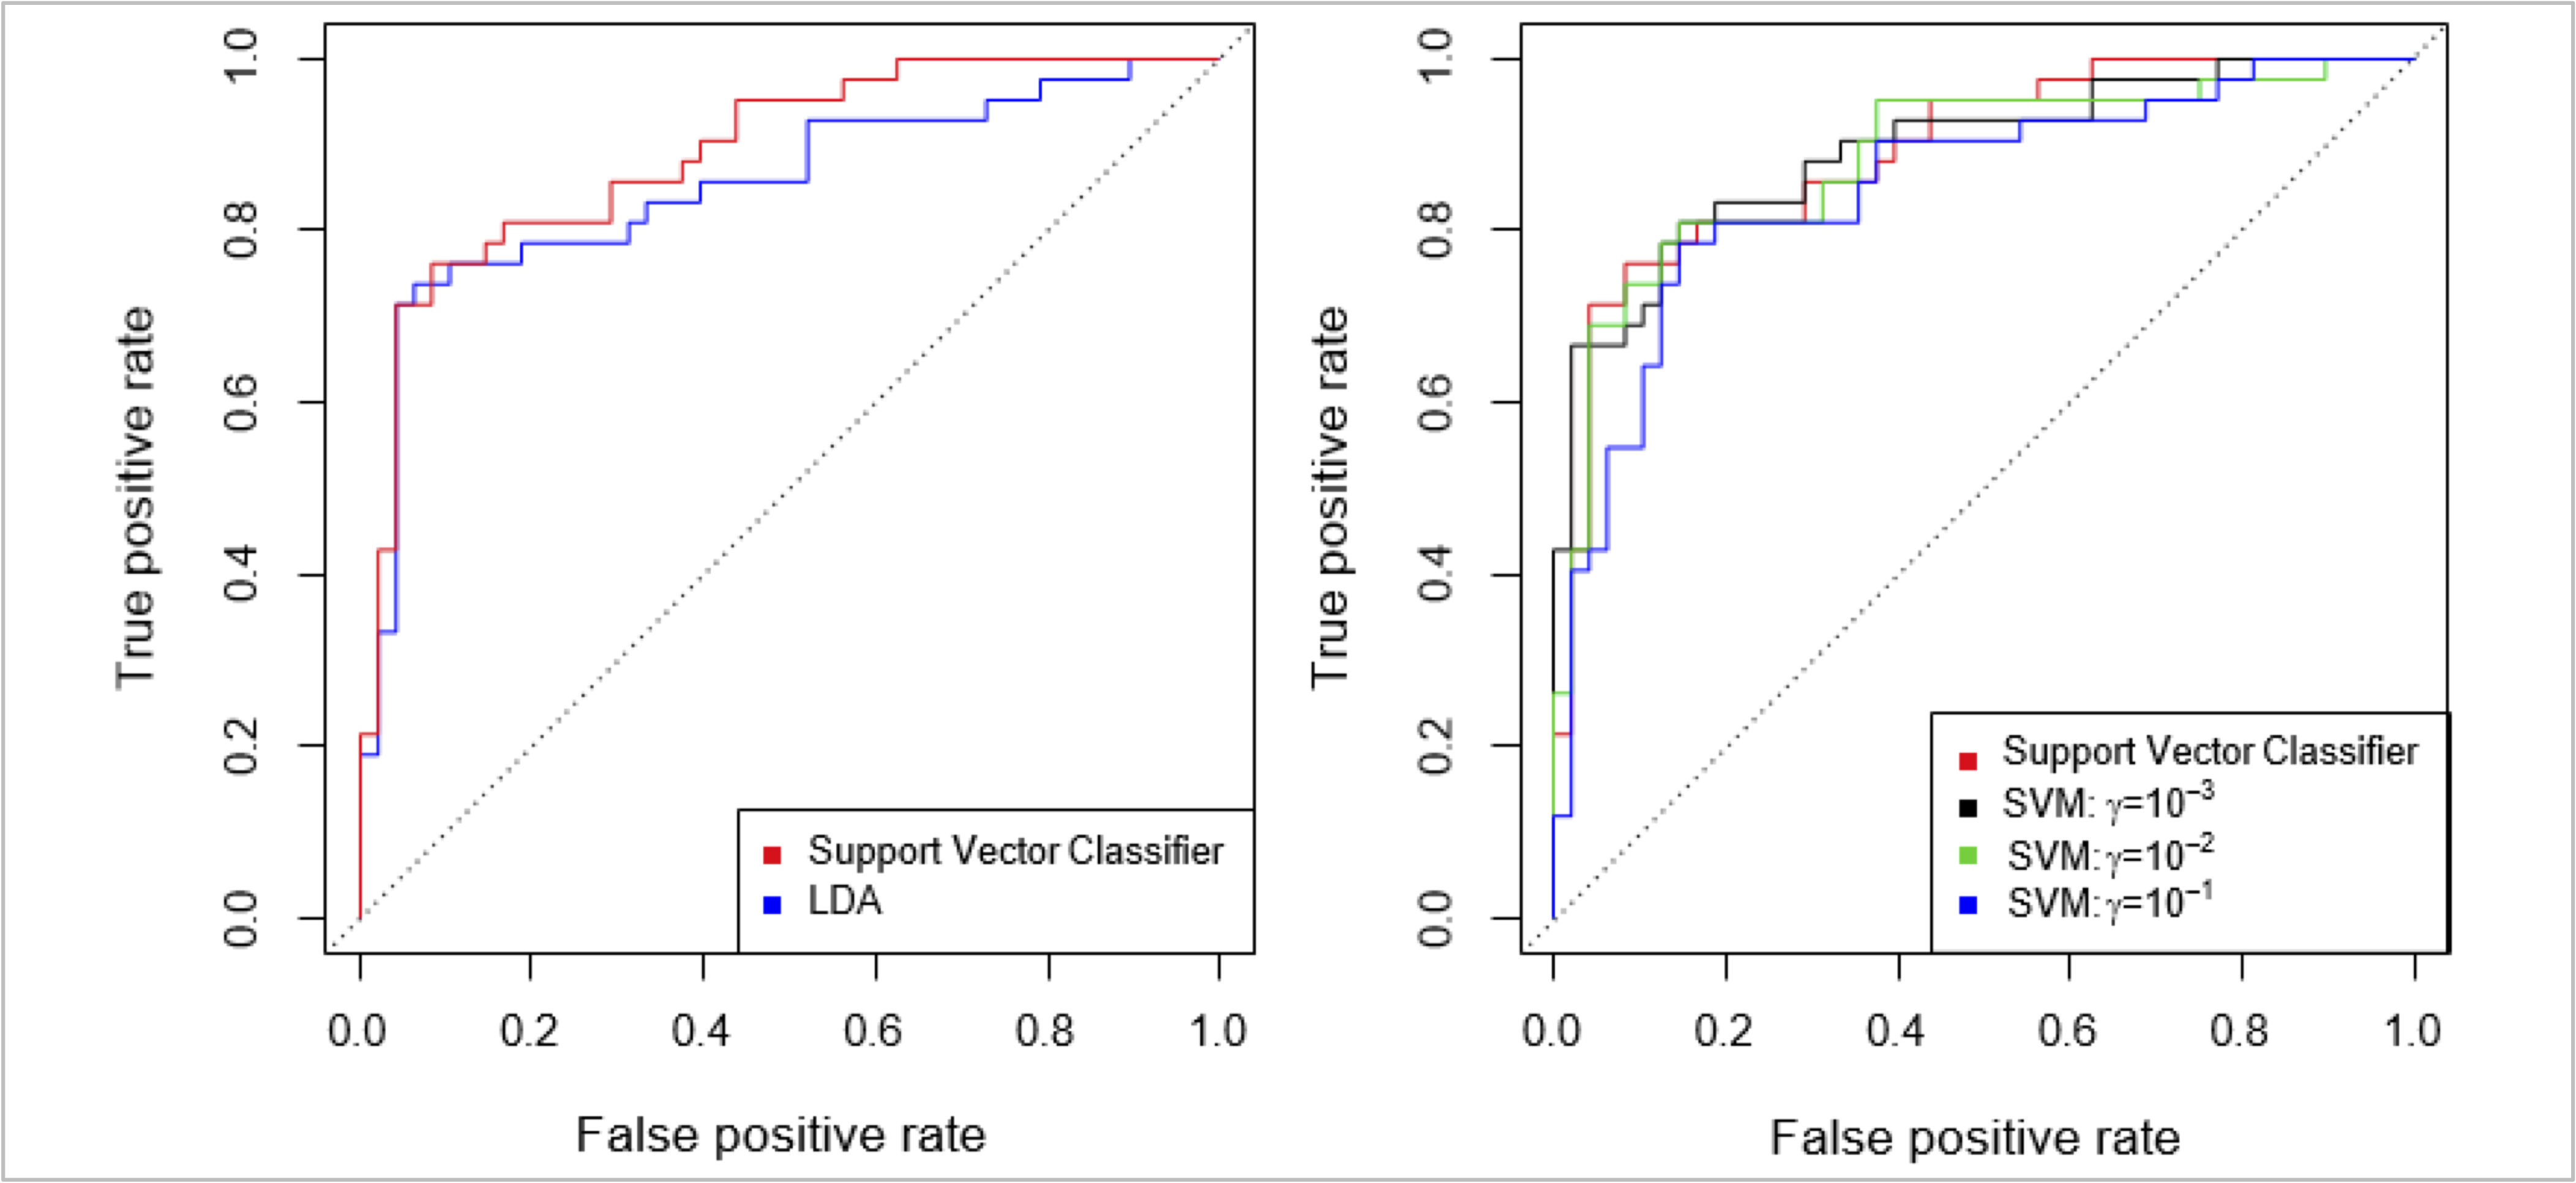 True positive rate
1.0
0.8
0.6
0.4
0.2
0.0
Support Vector Classifier
LDA
0.0 0.2 0.4 0.6 0.8 1.0
False positive rate
True positive rate
1.0
0.8
0.6
0.4
0.2
0.0
Support Vector Classifier
SVM: γ=10⁻³
SVM: γ=10⁻²
SVM: γ=10⁻¹
0.0 0.2 0.4 0.6 0.8 1.0
False positive rate